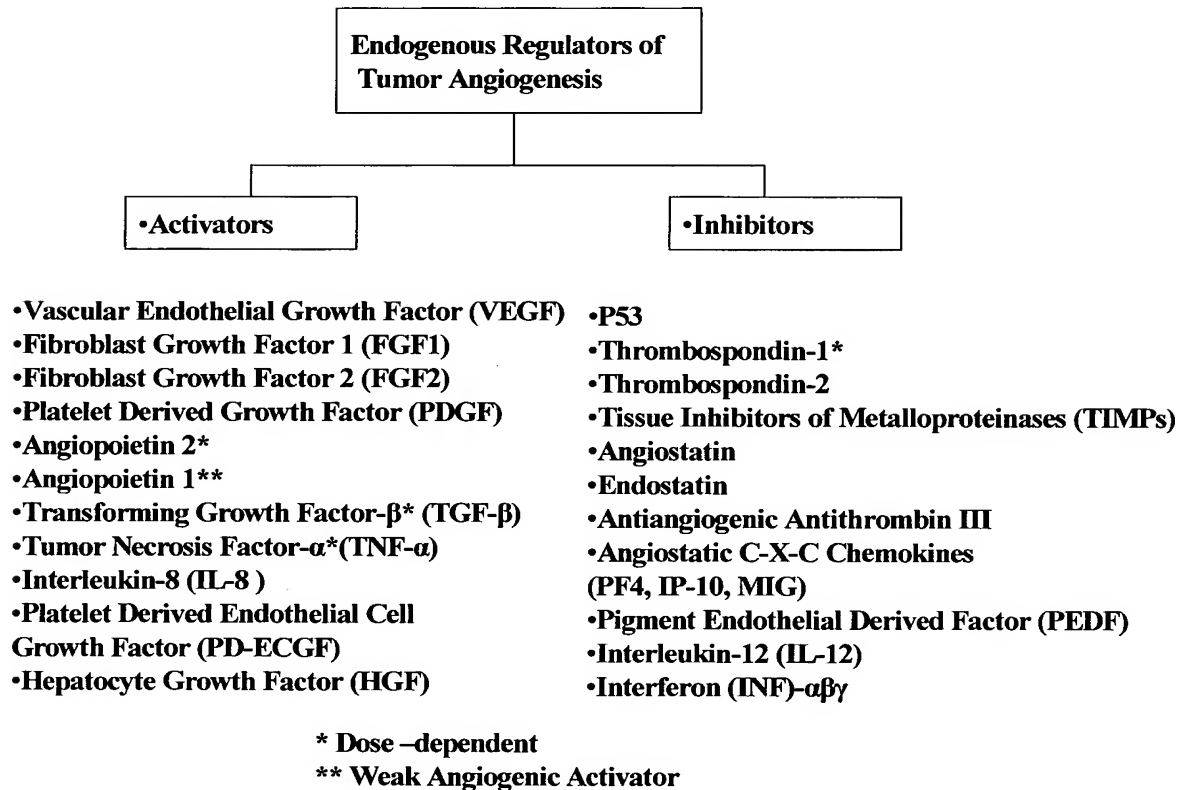 Endogenous Regulators of
Tumor Angiogenesis
•Activators
•Inhibitors
•Vascular Endothelial Growth Factor (VEGF)
•Fibroblast Growth Factor 1 (FGF1)
•Fibroblast Growth Factor 2 (FGF2)
•Platelet Derived Growth Factor (PDGF)
•Angiopoietin 2*
•Angiopoietin 1**
•Transforming Growth Factor-β* (TGF-β)
•Tumor Necrosis Factor-α*(TNF-α)
•Interleukin-8 (IL-8 )
•Platelet Derived Endothelial Cell
Growth Factor (PD-ECGF)
•Hepatocyte Growth Factor (HGF)
•P53
•Thrombospondin-1*
•Thrombospondin-2
•Tissue Inhibitors of Metalloproteinases (TIMPs)
•Angiostatin
•Endostatin
•Antiangiogenic Antithrombin III
•Angiostatic C-X-C Chemokines
(PF4, IP-10, MIG)
•Pigment Endothelial Derived Factor (PEDF)
•Interleukin-12 (IL-12)
•Interferon (INF)-αβγ
* Dose –dependent
** Weak Angiogenic Activator